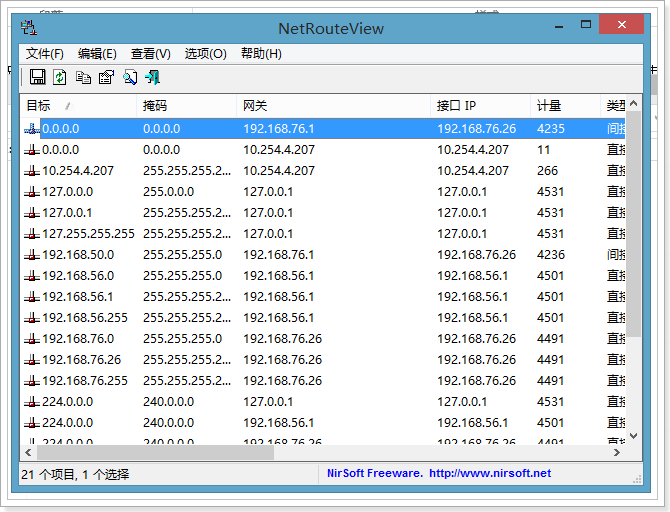 NetRouteView
文件(F) 编辑(E) 查看(V) 选项(O) 帮助(H)
目标 掩码 网关 接口 IP 计量 类型
0.0.0.0 0.0.0.0 192.168.76.1 192.168.76.26 4235 间接
0.0.0.0 0.0.0.0 10.254.4.207 10.254.4.207 11 直接
10.254.4.207 255.255.255.2... 10.254.4.207 10.254.4.207 266 直接
127.0.0.0 255.0.0.0 127.0.0.1 127.0.0.1 4531 直接
127.0.0.1 255.255.255.2... 127.0.0.1 127.0.0.1 4531 直接
127.255.255.255 255.255.255.2... 127.0.0.1 127.0.0.1 4531 直接
192.168.50.0 255.255.255.0 192.168.76.1 192.168.76.26 4236 间接
192.168.56.0 255.255.255.0 192.168.56.1 192.168.56.1 4501 直接
192.168.56.1 255.255.255.2... 192.168.56.1 192.168.56.1 4501 直接
192.168.56.255 255.255.255.2... 192.168.56.1 192.168.56.1 4501 直接
192.168.76.0 255.255.255.0 192.168.76.26 192.168.76.26 4491 直接
192.168.76.26 255.255.255.2... 192.168.76.26 192.168.76.26 4491 直接
192.168.76.255 255.255.255.2... 192.168.76.26 192.168.76.26 4491 直接
224.0.0.0 240.0.0.0 127.0.0.1 127.0.0.1 4531 直接
224.0.0.0 240.0.0.0 192.168.56.1 192.168.56.1 4501 直接
224.0.0.0 240.0.0.0 192.168.76.26 192.168.76.26 4491 直接
21 个项目, 1 个选择 NirSoft Freeware. http://www.nirsoft.net